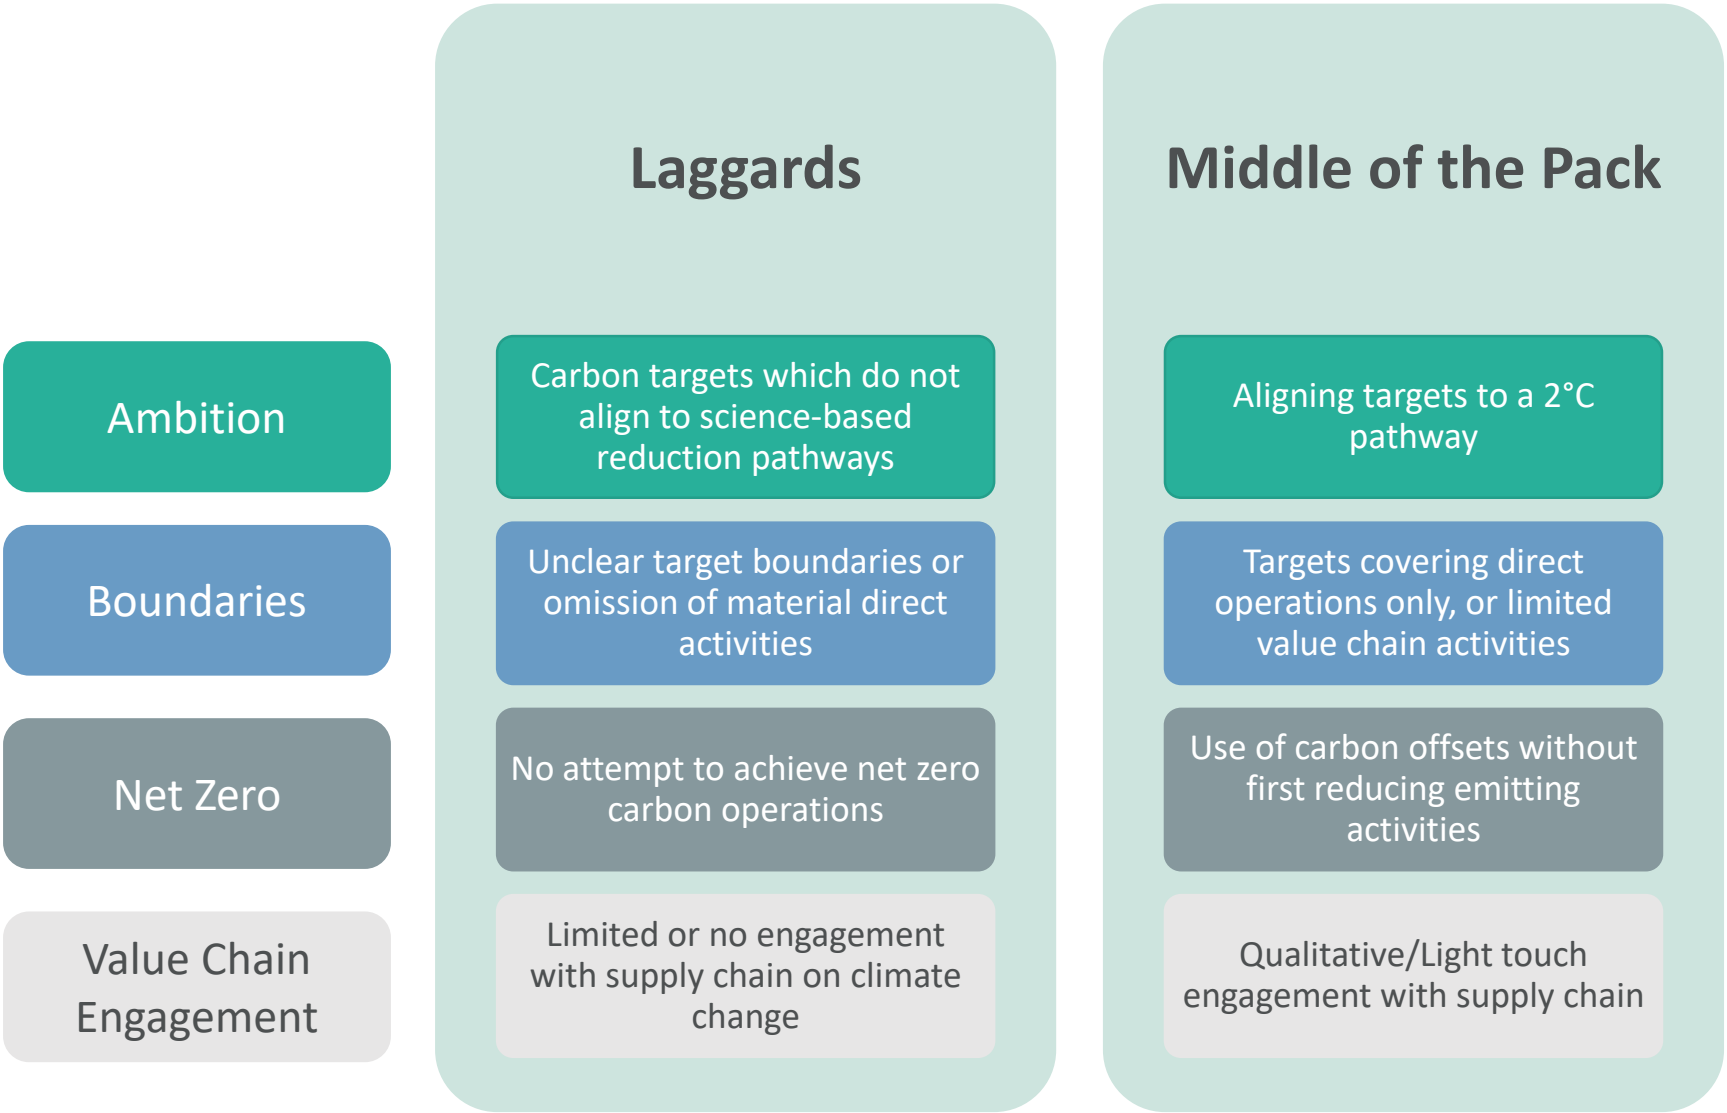 Laggards
Middle of the Pack
Ambition
Carbon targets which do not
align to science-based
reduction pathways
Aligning targets to a 2°C
pathway
Boundaries
Unclear target boundaries or
omission of material direct
activities
Targets covering direct
operations only, or limited
value chain activities
Net Zero
No attempt to achieve net zero
carbon operations
Use of carbon offsets without
first reducing emitting
activities
Value Chain
Engagement
Limited or no engagement
with supply chain on climate
change
Qualitative/Light touch
engagement with supply chain